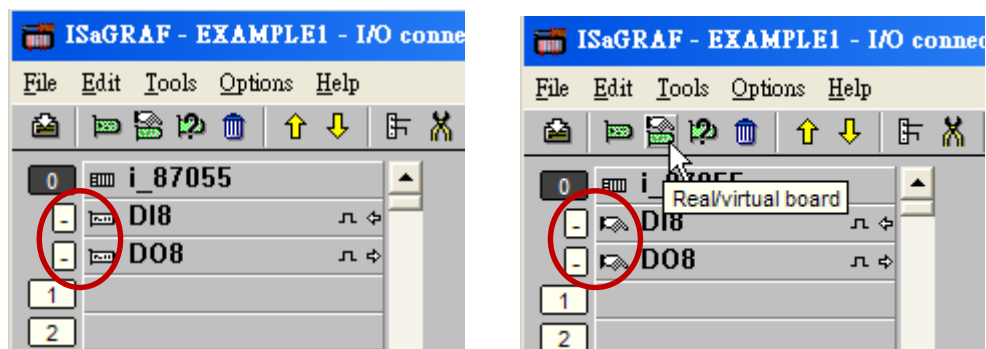 ISaGRAF - EXAMPLE1 - I/O conne
File Edit Tools Options Help
0 i_87055
- DI8
- DO8
1
2
ISaGRAF - EXAMPLE1 - I/O connec
File Edit Tools Options Help
0
Real/virtual board
- DI8
- DO8
1
2